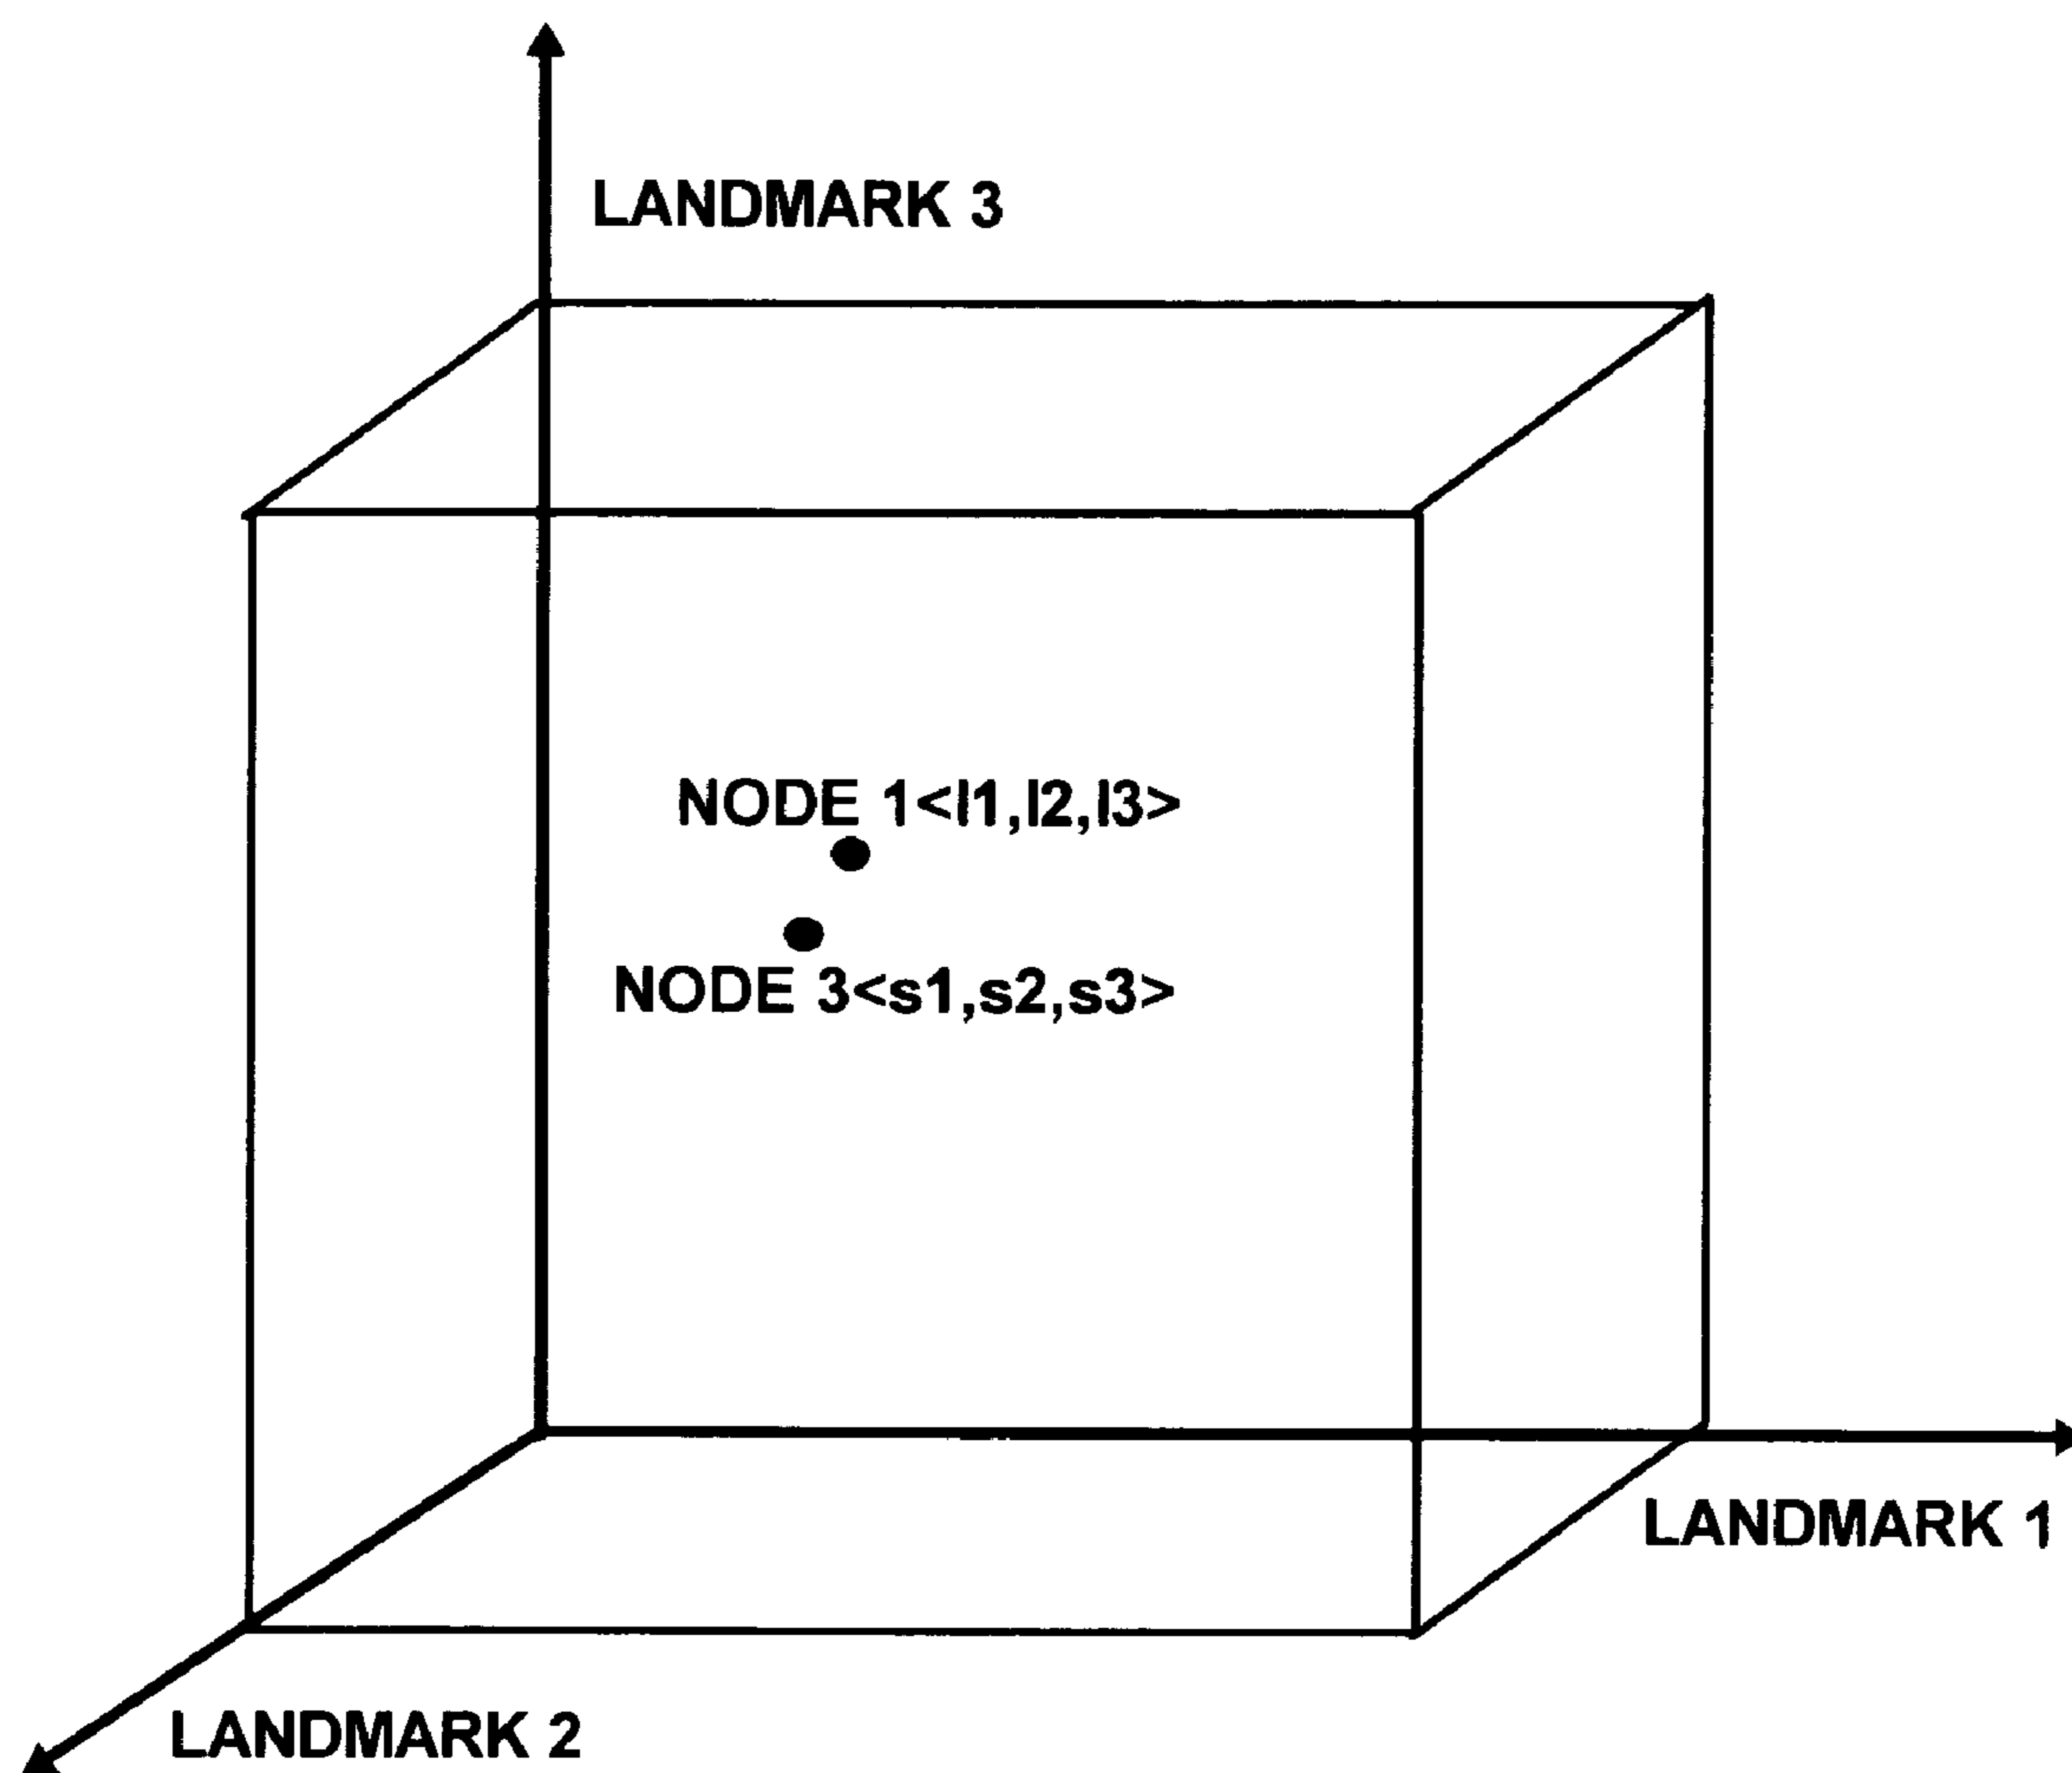 LANDMARK 3
NODE 1<l1,l2,l3>
NODE 3<s1,s2,s3>
LANDMARK 1
LANDMARK 2